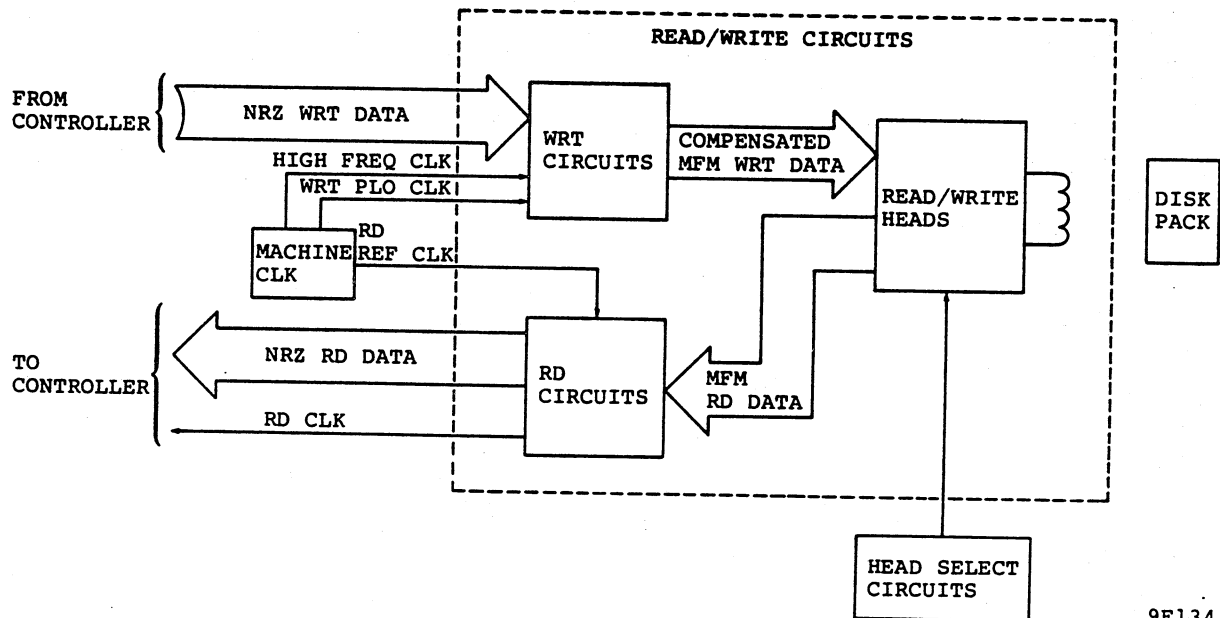 READ/WRITE CIRCUITS
FROM
CONTROLLER
NRZ WRT DATA
WRT
CIRCUITS
COMPENSATED
MFM WRT DATA
HIGH FREQ CLK
WRT PLO CLK
READ/WRITE
HEADS
DISK
PACK
MACHINE
CLK
RD
REF CLK
TO
CONTROLLER
NRZ RD DATA
RD
CIRCUITS
MFM
RD DATA
RD CLK
HEAD SELECT
CIRCUITS
9E134